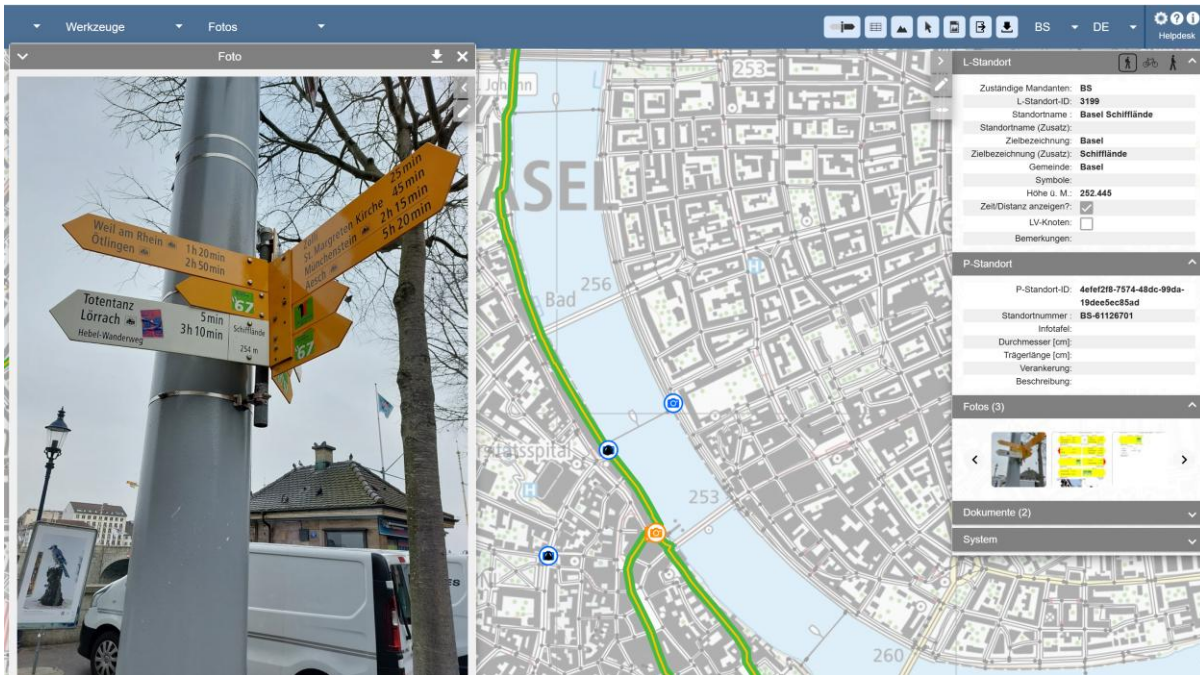 Werkzeuge
Fotos
BS
DE
Helpdesk
Foto
25min
45min
St. Margreten Kirche
2h 15min
Münchenstein
5h 20min
Aesch
Weil am Rhein
1h 20min
Ötlingen
2h 50min
67
1
67
Totentanz
5min
Lörrach
3h 10min
Hebel-Wanderweg
Schifflände
254 m
Johann
253
ASEL
256
Bad
Kle
H
253
H
260
L-Standort
Zuständige Mandanten: BS
L-Standort-ID: 3199
Standortname : Basel Schifflände
Standortname (Zusatz):
Zielbezeichnung: Basel
Zielbezeichnung (Zusatz): Schifflände
Gemeinde: Basel
Symbole:
Höhe ü. M.: 252.445
Zeit/Distanz anzeigen?:
LV-Knoten:
Bemerkungen:
P-Standort
P-Standort-ID: 4efef2f8-7574-48dc-99da-
19dee5ec85ad
Standortnummer : BS-61126701
Infotafel:
Durchmesser [cm]:
Trägerlänge [cm]:
Verankerung:
Beschreibung:
Fotos (3)
Dokumente (2)
System